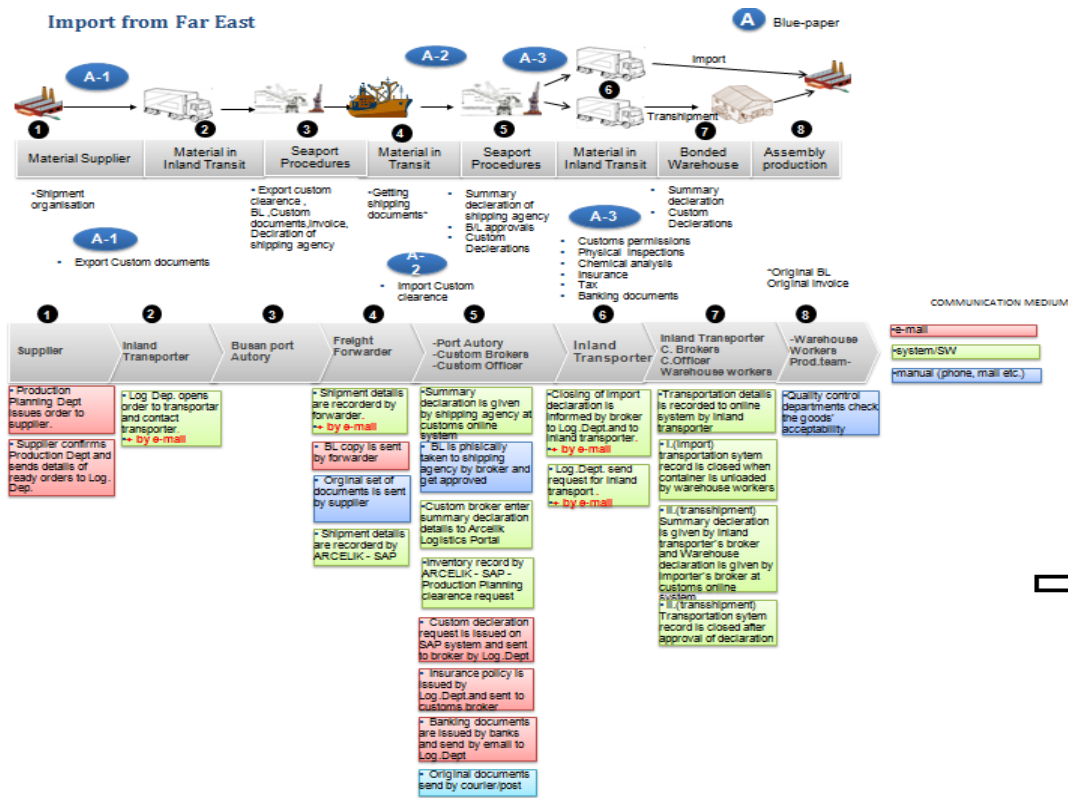 Import from Far East
A
Blue-paper
A-1
A-2
A-3
Import
Transhipment
1
2
3
4
5
6
7
8
Material Supplier
Material in
Inland Transit
Seaport
Procedures
Material in
Transit
Seaport
Procedures
Material in
Inland Transit
Bonded
Warehouse
Assembly
production
-Shipment
organisation
A-1
• Export Custom documents
• Export custom
clearence ,
BL ,Custom
documents,Invoice,
Decliration of
shipping agency
-Getting
shipping
documents"
A-
2
• Import Custom
clearence
• Summary
decleration of
shipping agency
• B/L approvals
• Custom
Declerations
A-3
• Customs permissions
• Physical inspections
• Chemical analysis
• Insurance
• Tax
• Banking documents
• Summary
decleration
• Custom
Declerations
"Original BL
Original invoice
COMMUNICATION MEDIUM
•e-mail
•system/SW
•manual (phone, mail etc.)
1
2
3
4
5
6
7
8
Supplier
Inland
Transporter
Busan port
Autory
Freight
Forwarder
-Port Autory
-Custom Brokers
-Custom Officer
Inland
Transporter
Inland Transporter
C. Brokers
C.Officer
Warehouse workers
-Warehouse
Workers
Prod.team-
• Production
Planning Dept
issues order to
supplier.
• Supplier confirms
Production Dept and
sends details of
ready orders to Log.
Dep.
• Log Dep. opens
order to transportar
and contact
transporter.
•+ by e-mail
•Shipment details
are recorderd by
forwarder.
•+ by e-mail
• BL copy is sent
by forwarder
• Orginal set of
documents is sent
by supplier
• Shipment details
are recorderd by
ARCELIK - SAP
•Summary
declaration is given
by shipping agency at
customs online
system
•BL is phisically
taken to shipping
agency by broker and
get approved
•Custom broker enter
summary declaration
details to Arcelik
Logistics Portal
•Inventory record by
ARCELIK - SAP -
Production Planning
clearence request
• Custom decleration
request is issued on
SAP system and sent
to broker by Log.Dept
• Insurance policy is
issued by
Log.Dept.and sent to
customs broker
• Banking documents
are issued by banks
and send by email to
Log.Dept
• Original documents
send by courier/post
•Closing of import
declaration is
informed by broker
to Log.Dept.and to
inland transporter.
•+ by e-mail
• Log.Dept. send
request for inland
transport .
•+ by e-mail
•Transportation details
is recorded to online
system by inland
transporter
• I.(import)
transportation sytem
record is closed when
container is unloaded
by warehouse workers
• II.(transshipment)
Summary decleration
is given by inland
transporter's broker
and Warehouse
declaration is given by
importer's broker at
customs online
system
• II.(transshipment)
Transportation sytem
record is closed after
approval of declaration
•Quality control
departments check
the goods'
acceptability